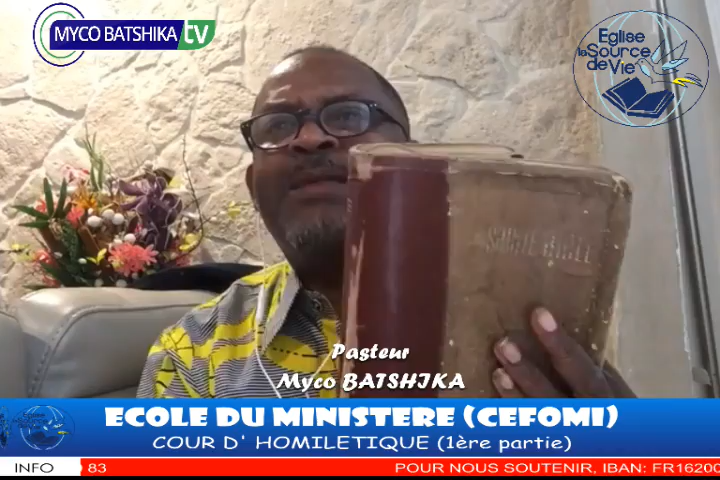 MYCO BATSHIKA tv
Eglise
la Source
de Vie
SAINTE BIBLE
Pasteur
Myco BATSHIKA
ECOLE DU MINISTERE (CEFOMI)
COUR D' HOMILETIQUE (1ère partie)
INFO
83
POUR NOUS SOUTENIR, IBAN: FR16200